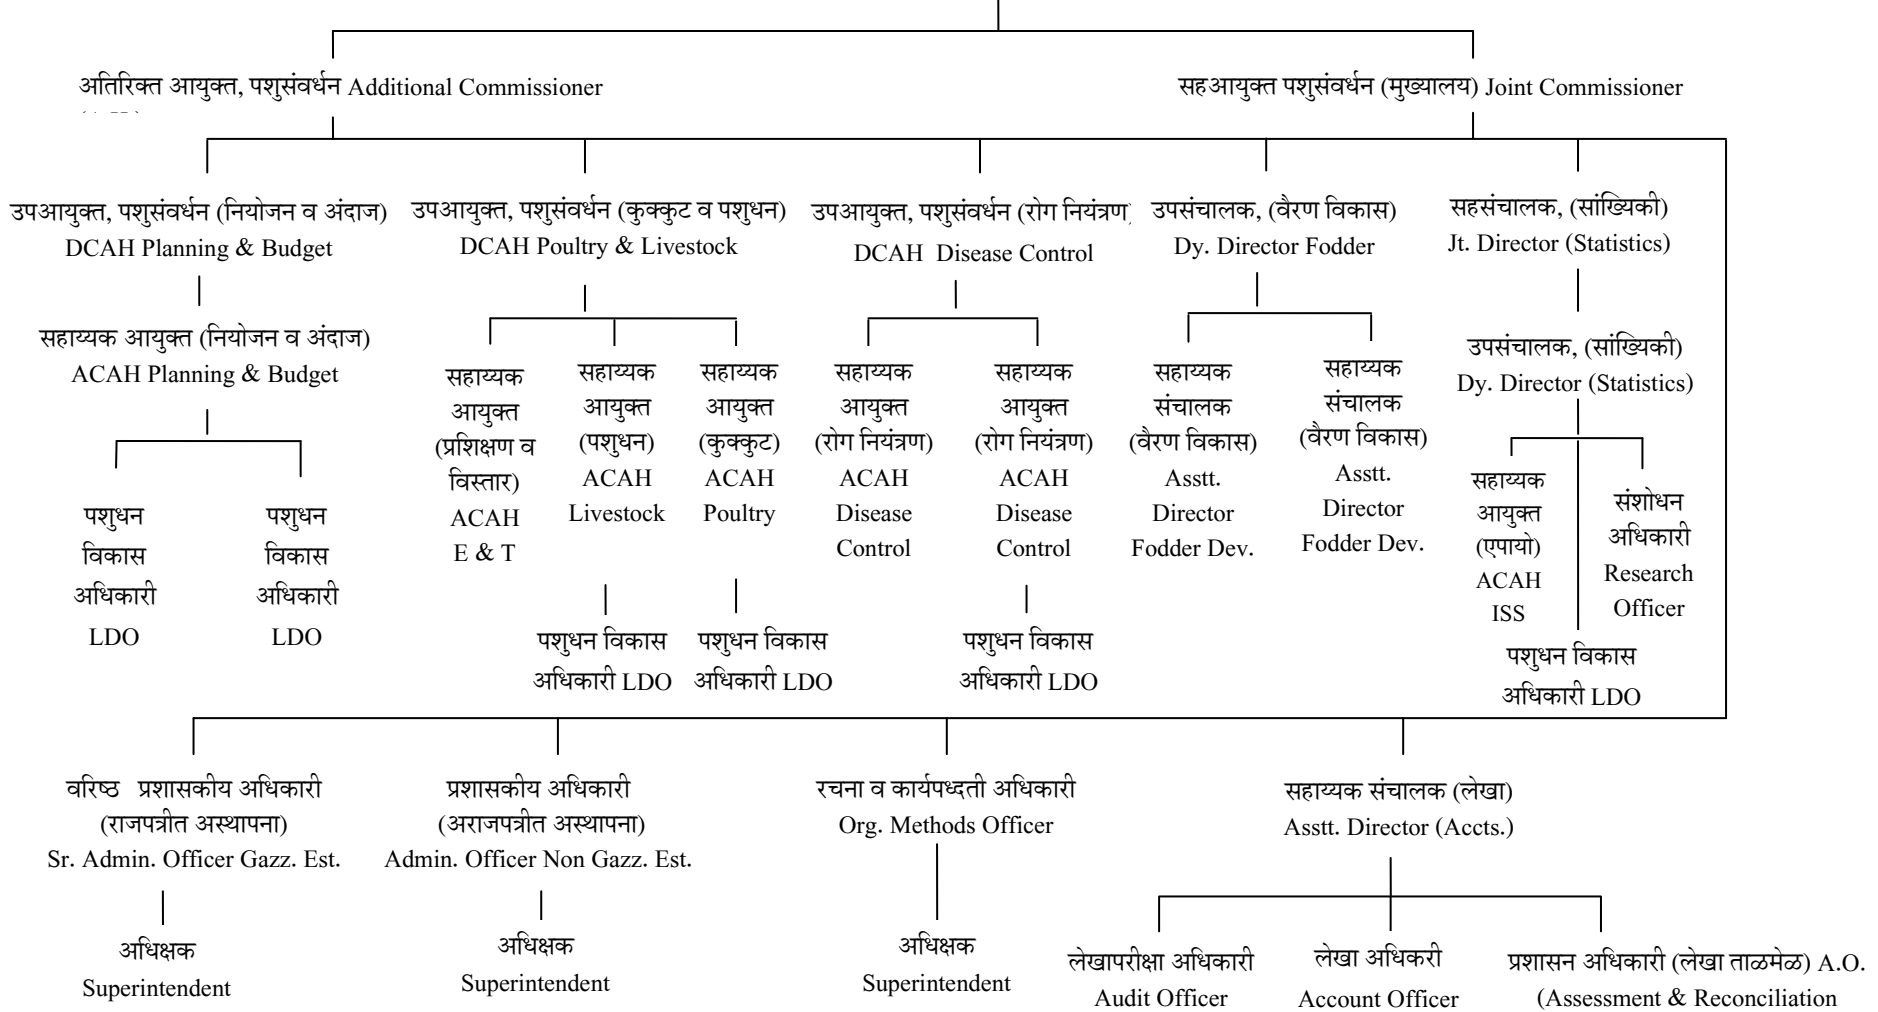 अतिरिक्त आयुक्त, पशुसंवर्धन Additional Commissioner
सहआयुक्त पशुसंवर्धन (मुख्यालय) Joint Commissioner
उपआयुक्त, पशुसंवर्धन (नियोजन व अंदाज)
DCAH Planning & Budget
उपआयुक्त, पशुसंवर्धन (कुक्कुट व पशुधन)
DCAH Poultry & Livestock
उपआयुक्त, पशुसंवर्धन (रोग नियंत्रण)
DCAH Disease Control
उपसंचालक, (वैरण विकास)
Dy. Director Fodder
सहसंचालक, (सांख्यिकी)
Jt. Director (Statistics)
सहाय्यक आयुक्त (नियोजन व अंदाज)
ACAH Planning & Budget
सहाय्यक
आयुक्त
(प्रशिक्षण व
विस्तार)
ACAH
E & T
सहाय्यक
आयुक्त
(पशुधन)
ACAH
Livestock
सहाय्यक
आयुक्त
(कुक्कुट)
ACAH
Poultry
सहाय्यक
आयुक्त
(रोग नियंत्रण)
ACAH
Disease
Control
सहाय्यक
आयुक्त
(रोग नियंत्रण)
ACAH
Disease
Control
सहाय्यक
संचालक
(वैरण विकास)
Asstt.
Director
Fodder Dev.
सहाय्यक
संचालक
(वैरण विकास)
Asstt.
Director
Fodder Dev.
उपसंचालक, (सांख्यिकी)
Dy. Director (Statistics)
पशुधन
विकास
अधिकारी
LDO
पशुधन
विकास
अधिकारी
LDO
सहाय्यक
आयुक्त
(एपायो)
ACAH
ISS
संशोधन
अधिकारी
Research
Officer
पशुधन विकास
अधिकारी LDO
पशुधन विकास
अधिकारी LDO
पशुधन विकास
अधिकारी LDO
पशुधन विकास
अधिकारी LDO
वरिष्ठ प्रशासकीय अधिकारी
(राजपत्रीत अस्थापना)
Sr. Admin. Officer Gazz. Est.
प्रशासकीय अधिकारी
(अराजपत्रीत अस्थापना)
Admin. Officer Non Gazz. Est.
रचना व कार्यपध्दती अधिकारी
Org. Methods Officer
सहाय्यक संचालक (लेखा)
Asstt. Director (Accts.)
अधिक्षक
Superintendent
अधिक्षक
Superintendent
अधिक्षक
Superintendent
लेखापरीक्षा अधिकारी
Audit Officer
लेखा अधिकरी
Account Officer
प्रशासन अधिकारी (लेखा ताळमेळ) A.O.
(Assessment & Reconciliation